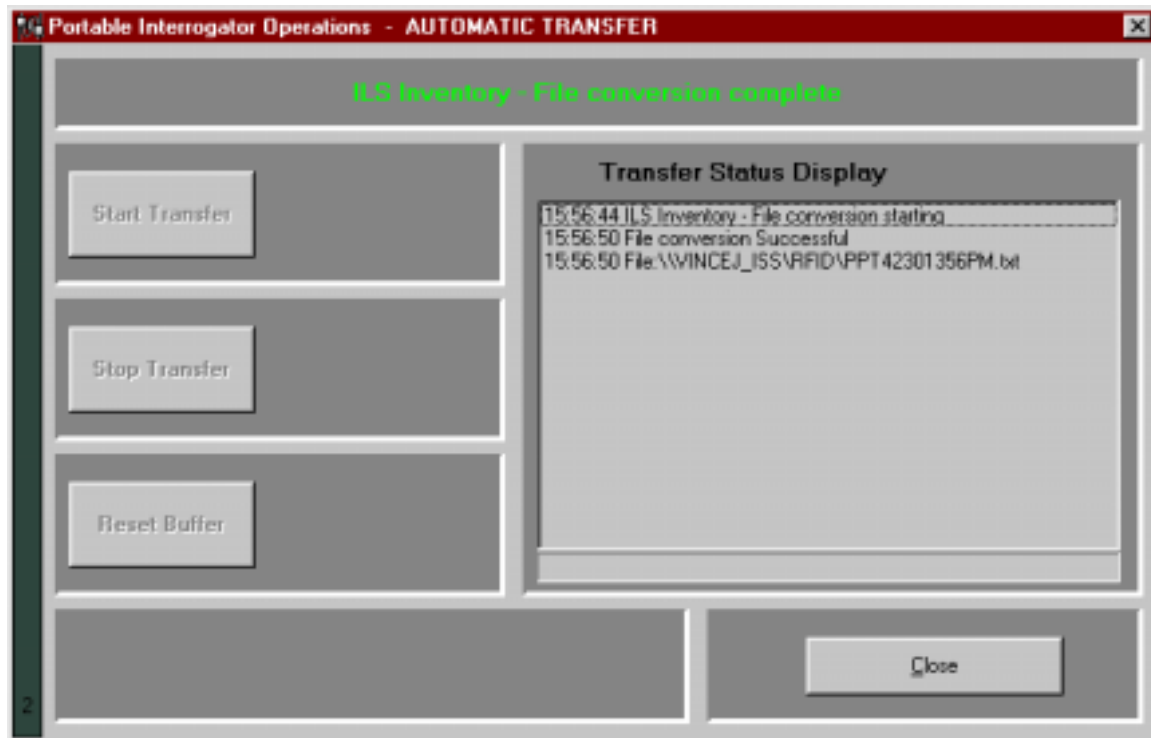 Portable Interrogator Operations - AUTOMATIC TRANSFER
ILS Inventory - File conversion complete
Start Transfer
Stop Transfer
Reset Buffer
Transfer Status Display
15:56:44 ILS Inventory - File conversion starting
15:56:50 File conversion Successful
15:56:50 File:\\VINCEJ_ISS\RFID\PPT42301356PM.txt
Close
2